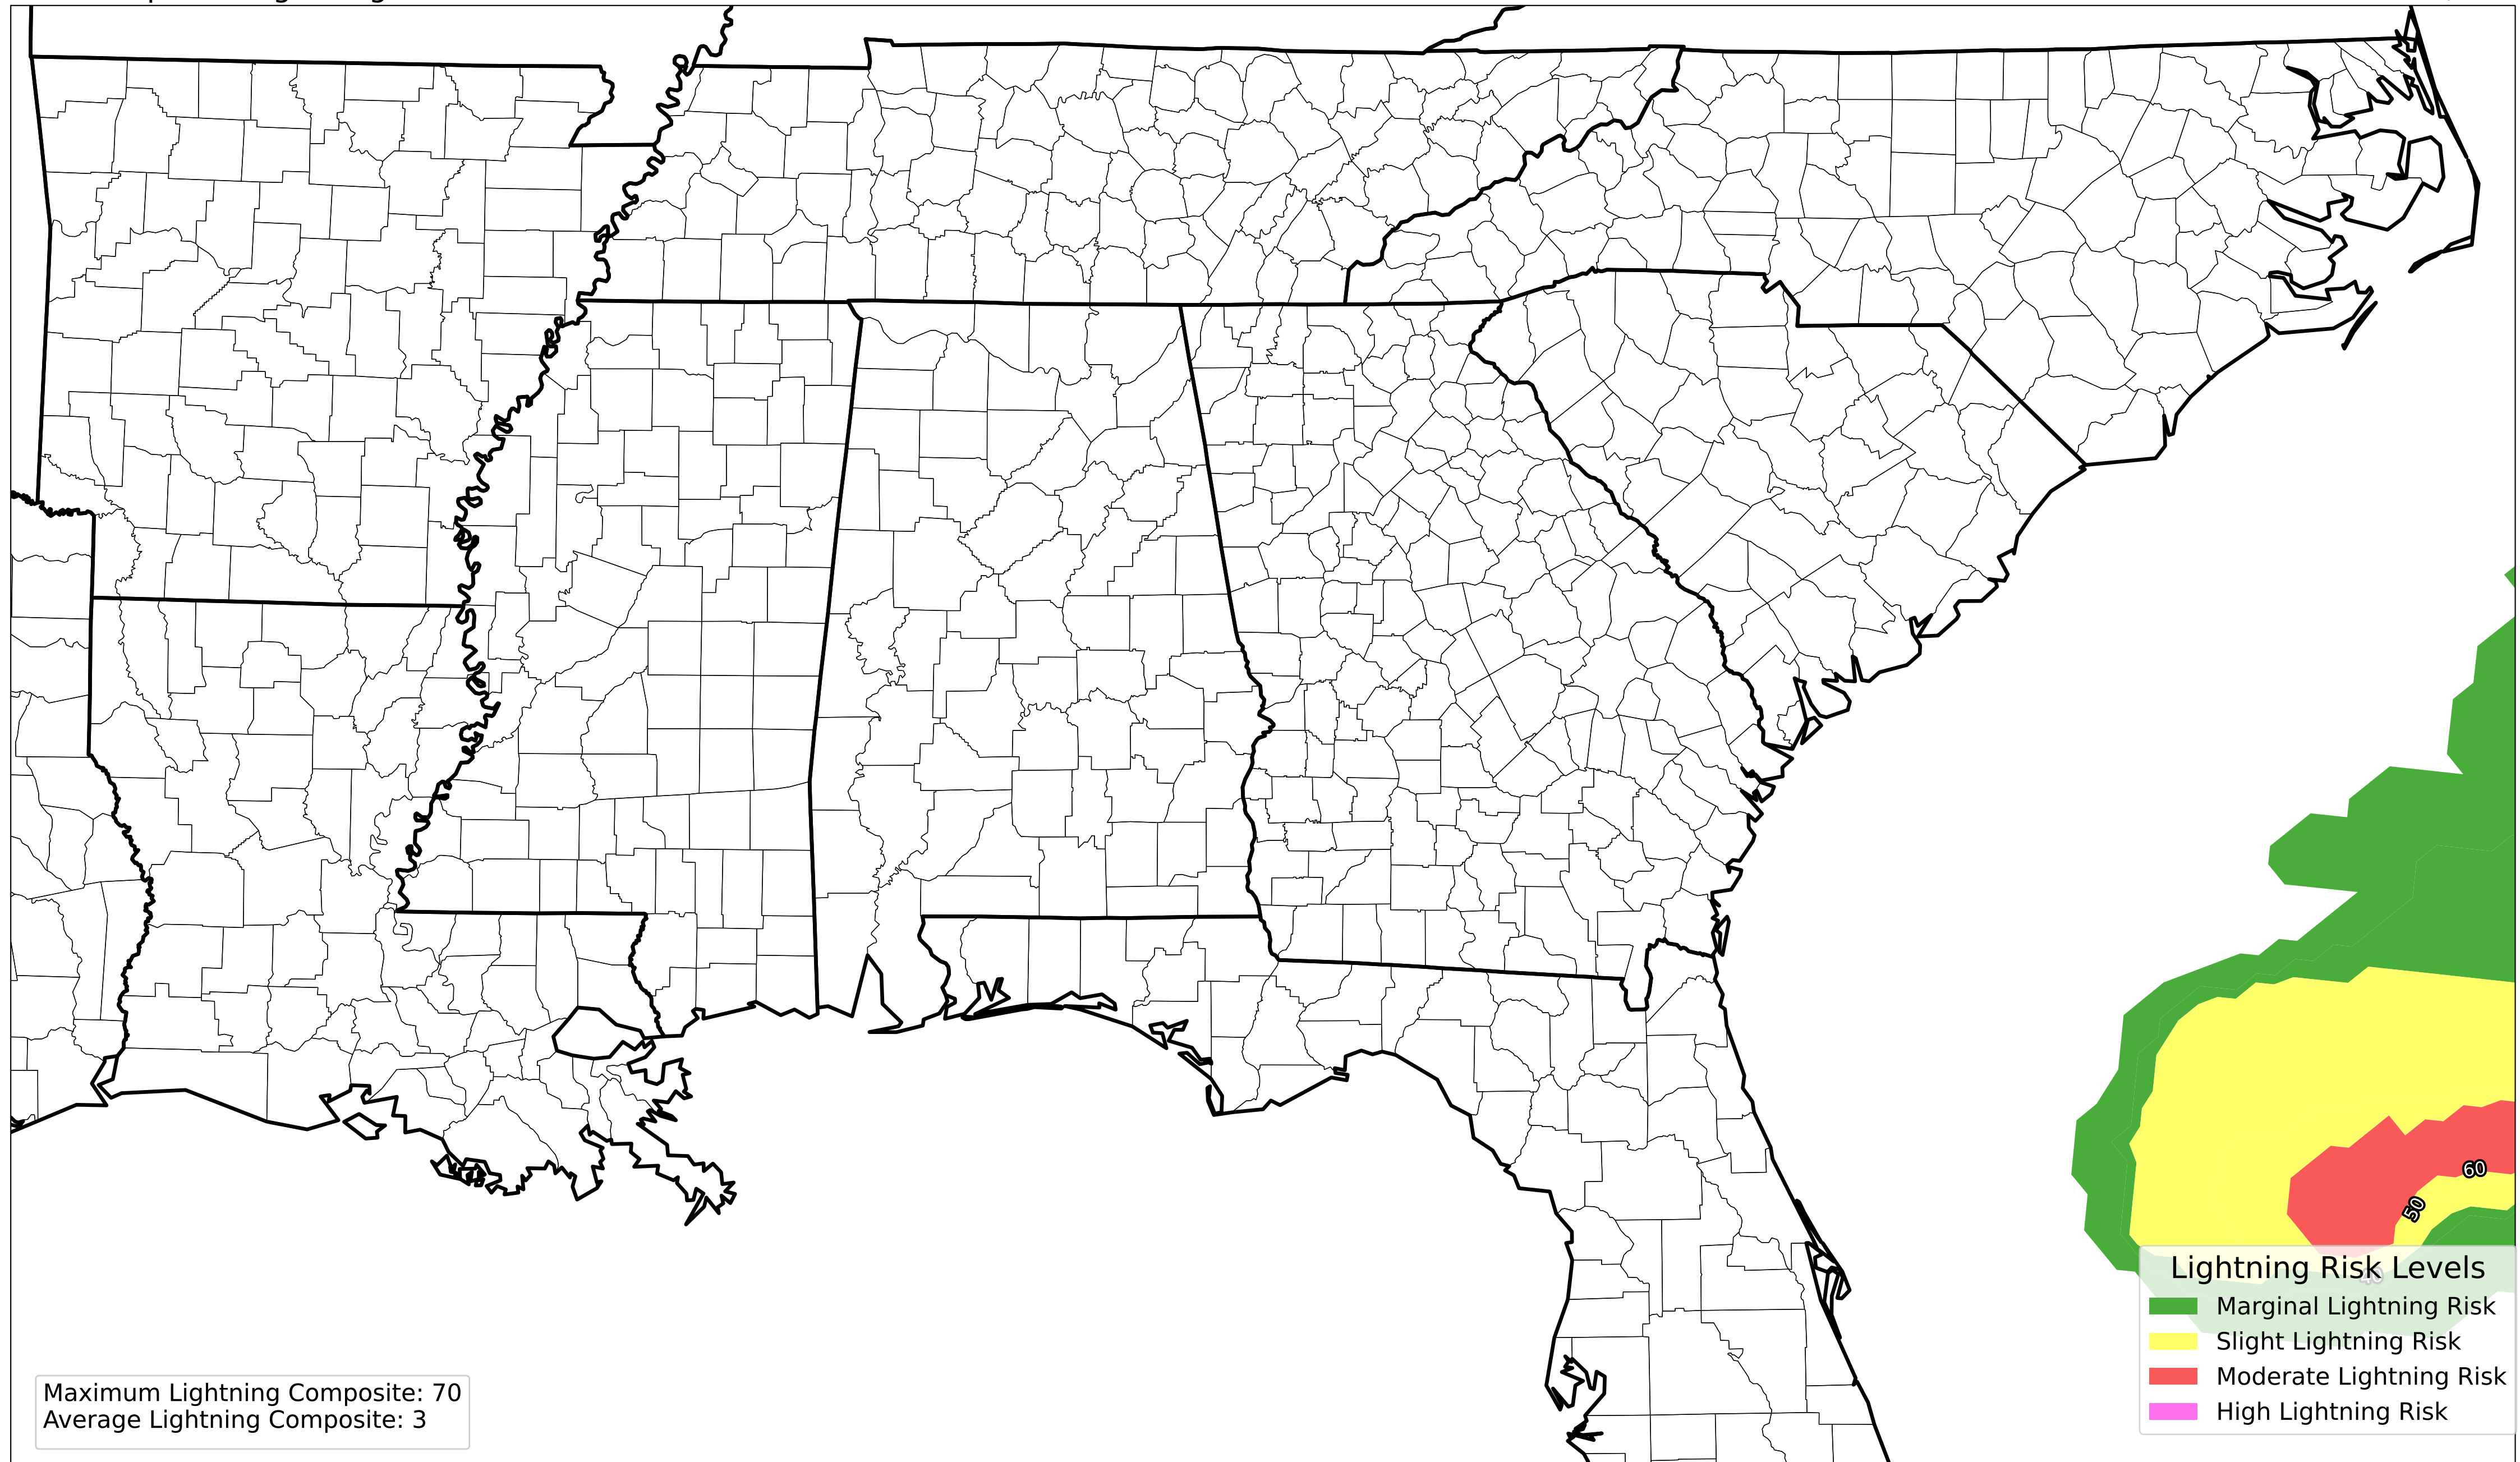 60
50
Lightning Risk Levels
Marginal Lightning Risk
Slight Lightning Risk
Moderate Lightning Risk
High Lightning Risk
Maximum Lightning Composite: 70
Average Lightning Composite: 3